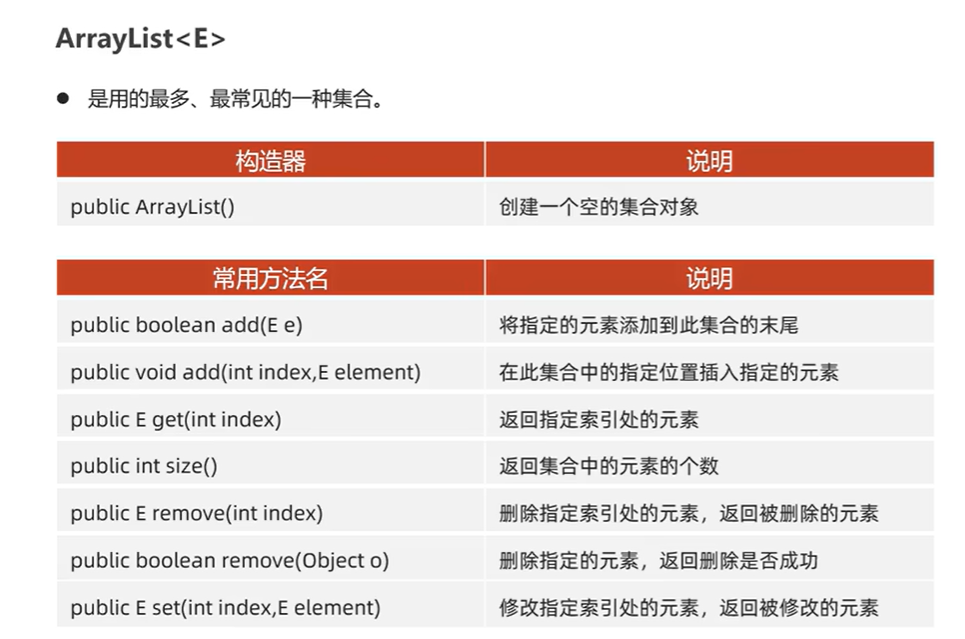 ArrayList<E>
● 是用的最多、最常见的一种集合。
构造器 说明
public ArrayList() 创建一个空的集合对象
常用方法名 说明
public boolean add(E e) 将指定的元素添加到此集合的末尾
public void add(int index,E element) 在此集合中的指定位置插入指定的元素
public E get(int index) 返回指定索引处的元素
public int size() 返回集合中的元素的个数
public E remove(int index) 删除指定索引处的元素，返回被删除的元素
public boolean remove(Object o) 删除指定的元素，返回删除是否成功
public E set(int index,E element) 修改指定索引处的元素，返回被修改的元素